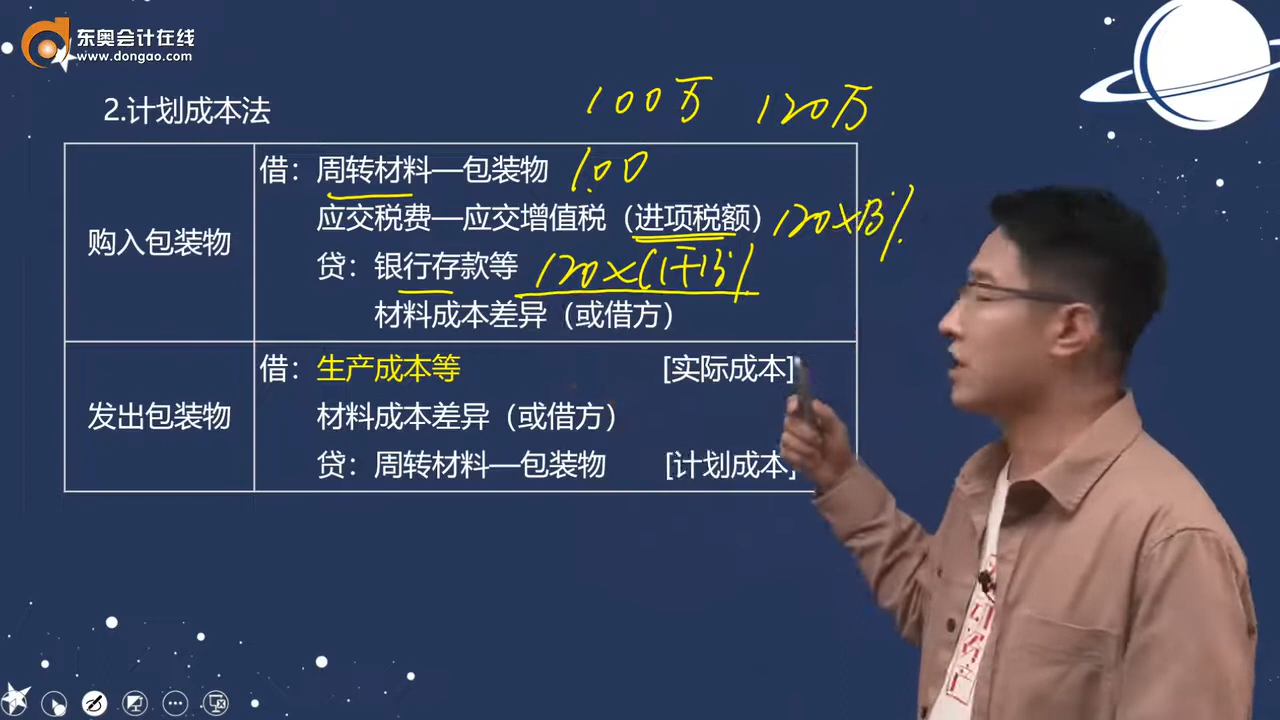 东奥会计在线
www.dongao.com
100万 120万
2.计划成本法
购入包装物
借：周转材料—包装物 100
应交税费—应交增值税（进项税额） 120×13%
贷：银行存款等 120×(1+13%)
材料成本差异（或借方）
发出包装物
借：生产成本等 [实际成本]
材料成本差异（或借方）
贷：周转材料—包装物 [计划成本]